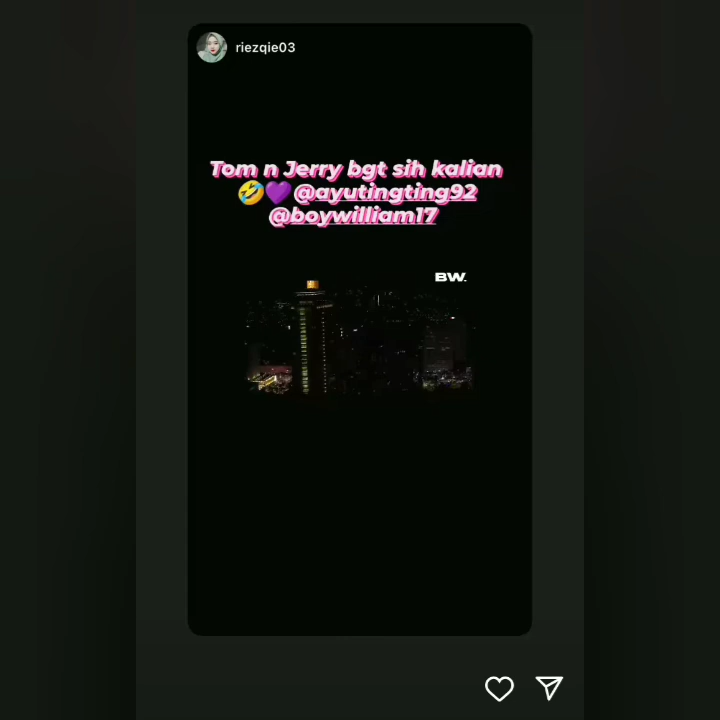 riezqie03
Tom n Jerry bgt sih kalian
🤣💜 @ayutingting92
@boywilliam17
BW.